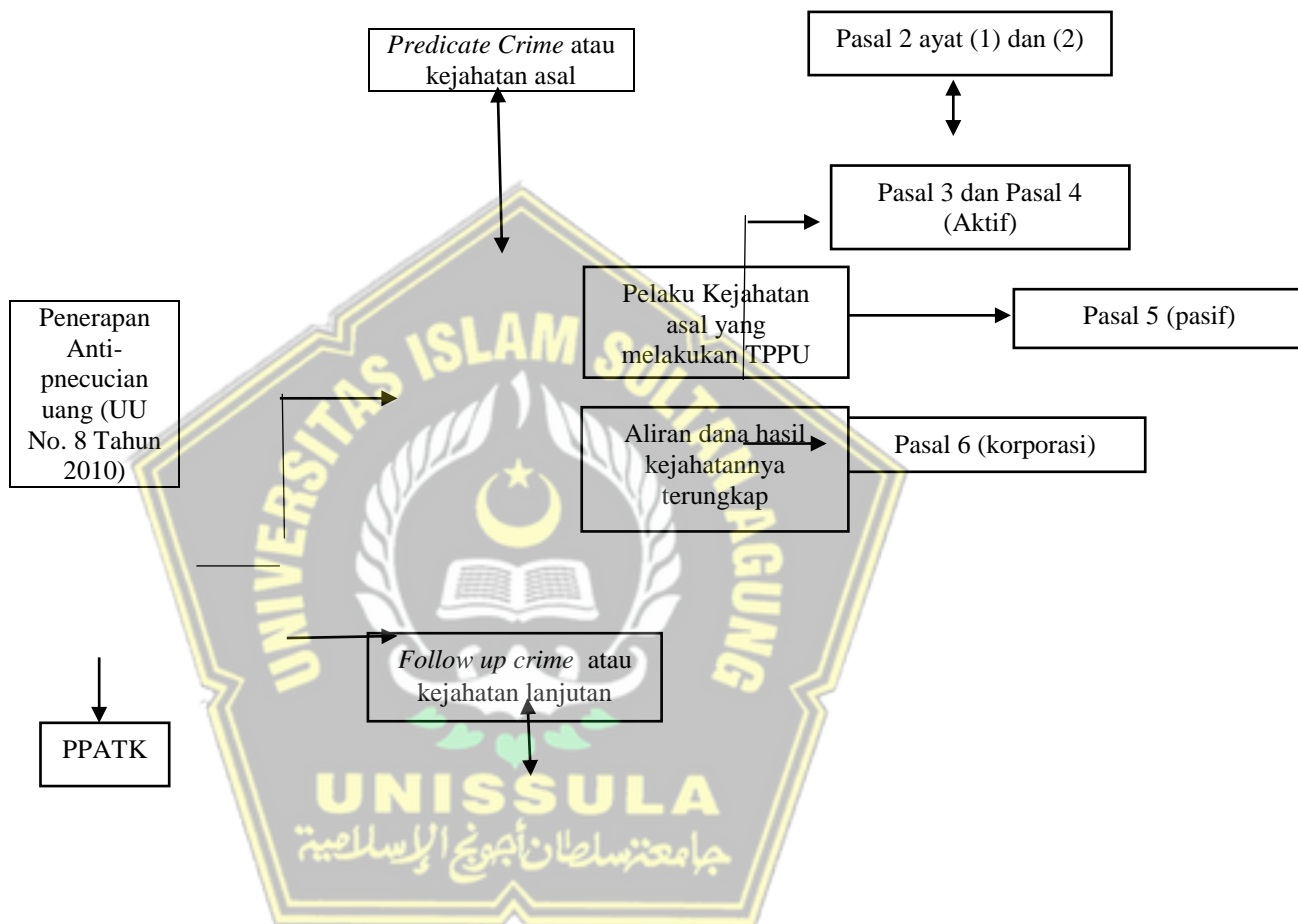 Predicate Crime atau
kejahatan asal
Pasal 2 ayat (1) dan (2)
Pasal 3 dan Pasal 4
(Aktif)
Pelaku Kejahatan
asal yang
melakukan TPPU
Pasal 5 (pasif)
Penerapan
Anti-
pnecucian
uang (UU
No. 8 Tahun
2010)
Aliran dana hasil
kejahatannya
terungkap
Pasal 6 (korporasi)
Follow up crime atau
kejahatan lanjutan
PPATK
UNIVERSITAS ISLAM SULTAN AGUNG
UNISSULA
جامعة سلطان أجونج الإسلامية